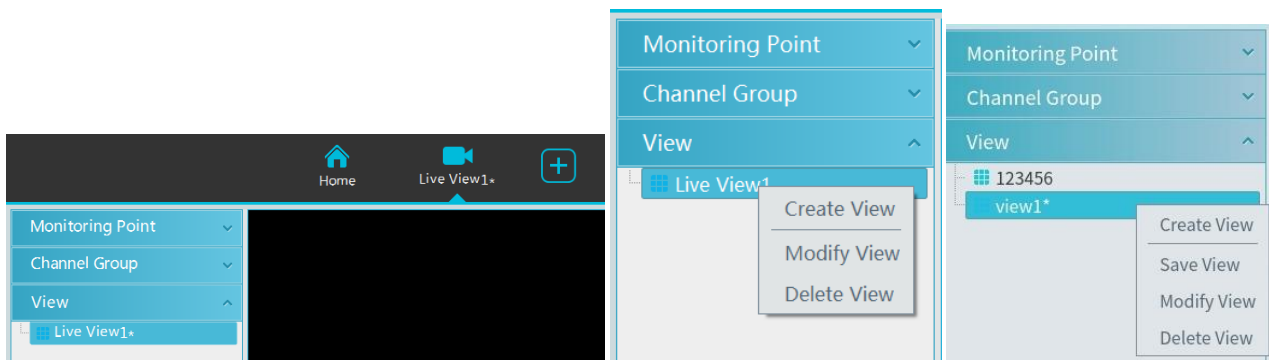 Home
Live View1*
Monitoring Point
Channel Group
View
Live View1*
Monitoring Point
Channel Group
View
Live View1
Create View
Modify View
Delete View
Monitoring Point
Channel Group
View
123456
view1*
Create View
Save View
Modify View
Delete View